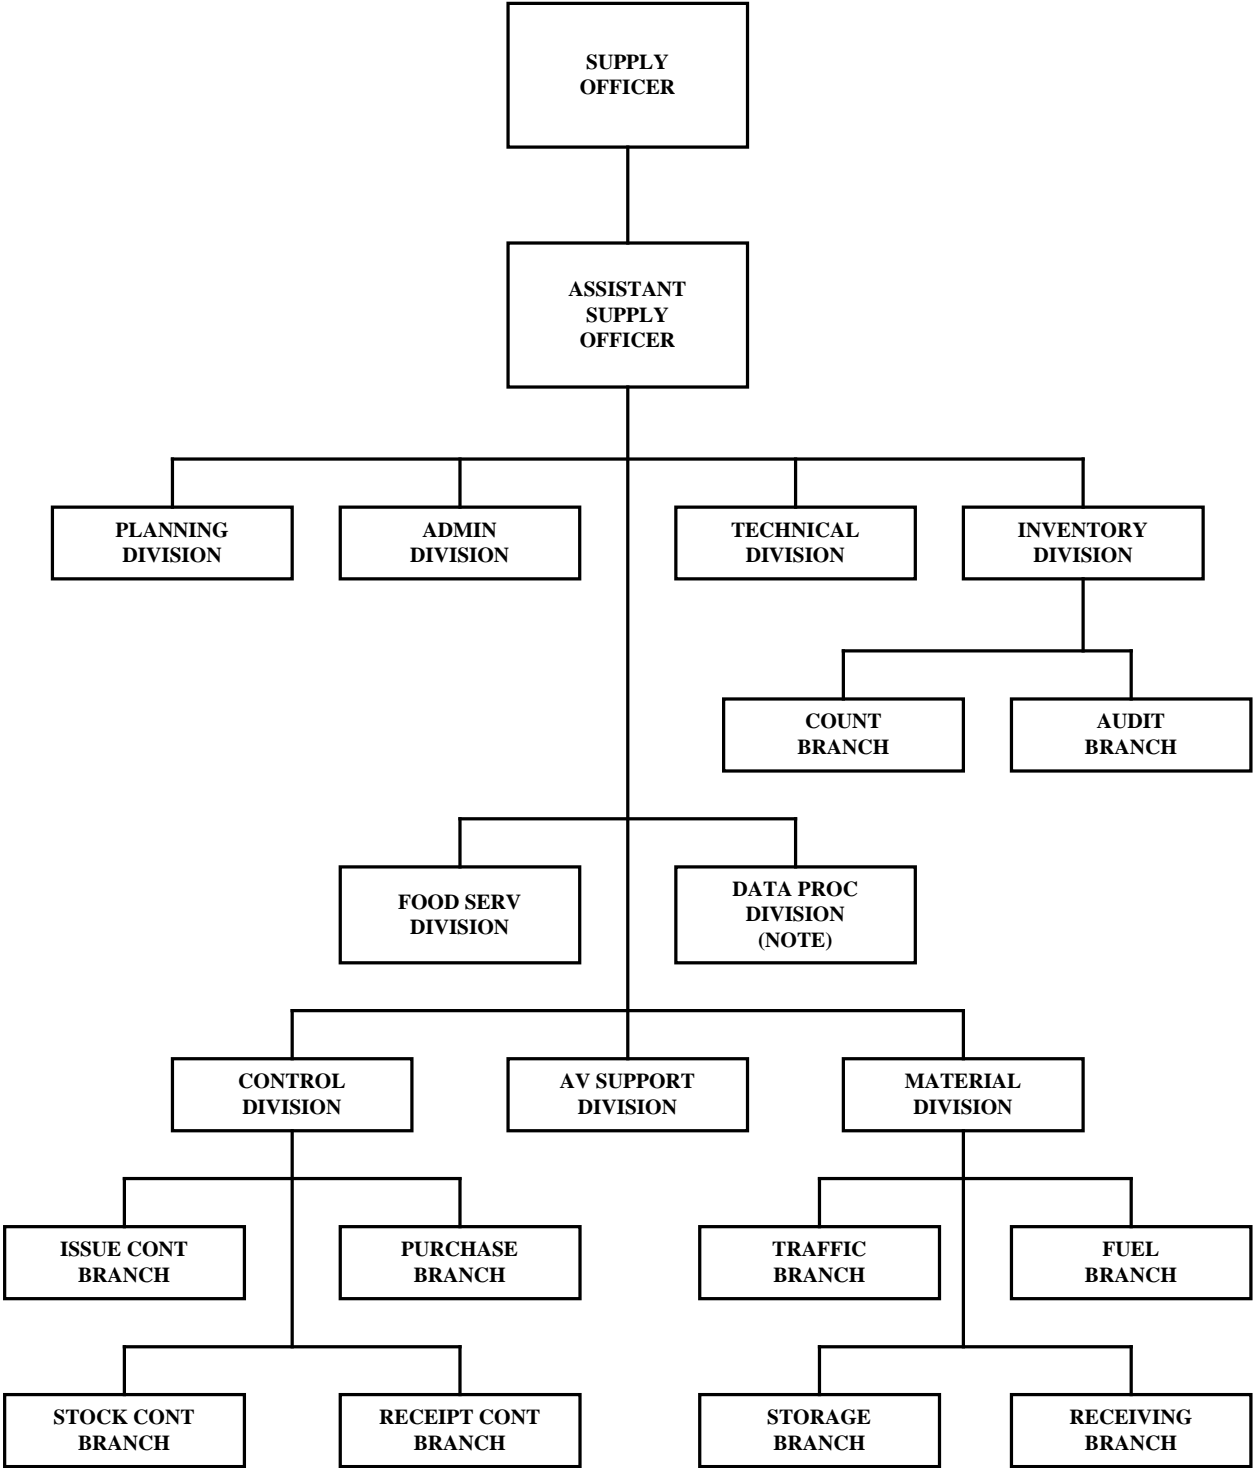 SUPPLY
OFFICER
ASSISTANT
SUPPLY
OFFICER
PLANNING
DIVISION
ADMIN
DIVISION
TECHNICAL
DIVISION
INVENTORY
DIVISION
COUNT
BRANCH
AUDIT
BRANCH
FOOD SERV
DIVISION
DATA PROC
DIVISION
(NOTE)
CONTROL
DIVISION
AV SUPPORT
DIVISION
MATERIAL
DIVISION
ISSUE CONT
BRANCH
PURCHASE
BRANCH
TRAFFIC
BRANCH
FUEL
BRANCH
STOCK CONT
BRANCH
RECEIPT CONT
BRANCH
STORAGE
BRANCH
RECEIVING
BRANCH